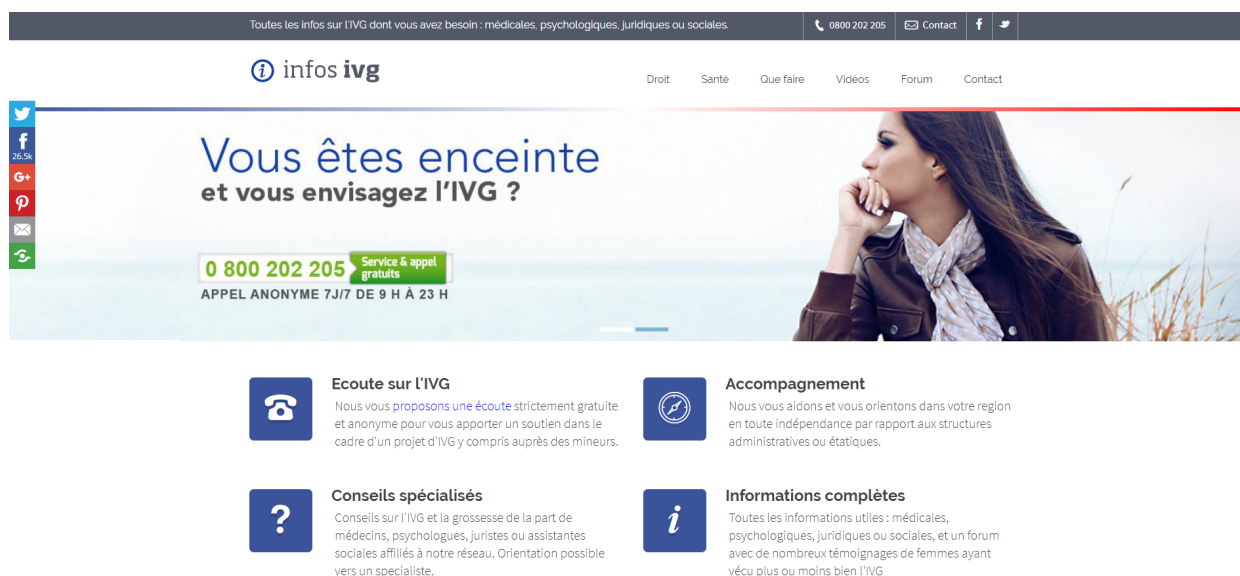 Toutes les infos sur l'IVG dont vous avez besoin : médicales, psychologiques, juridiques ou sociales.
0800 202 205
Contact
infos ivg
Droit
Santé
Que faire
Vidéos
Forum
Contact
26.5k
G+
Vous êtes enceinte
et vous envisagez l'IVG ?
0 800 202 205
Service & appel
gratuits
APPEL ANONYME 7J/7 DE 9 H À 23 H
Ecoute sur l'IVG
Nous vous proposons une écoute strictement gratuite
et anonyme pour vous apporter un soutien dans le
cadre d'un projet d'IVG y compris auprès des mineurs.
Accompagnement
Nous vous aidons et vous orientons dans votre region
en toute indépendance par rapport aux structures
administratives ou étatiques.
Conseils spécialisés
Conseils sur l'IVG et la grossesse de la part de
médecins, psychologues, juristes ou assistantes
sociales affiliés à notre réseau. Orientation possible
vers un specialiste.
Informations complètes
Toutes les informations utiles : médicales,
psychologiques, juridiques ou sociales, et un forum
avec de nombreux témoignages de femmes ayant
vécu plus ou moins bien l'IVG